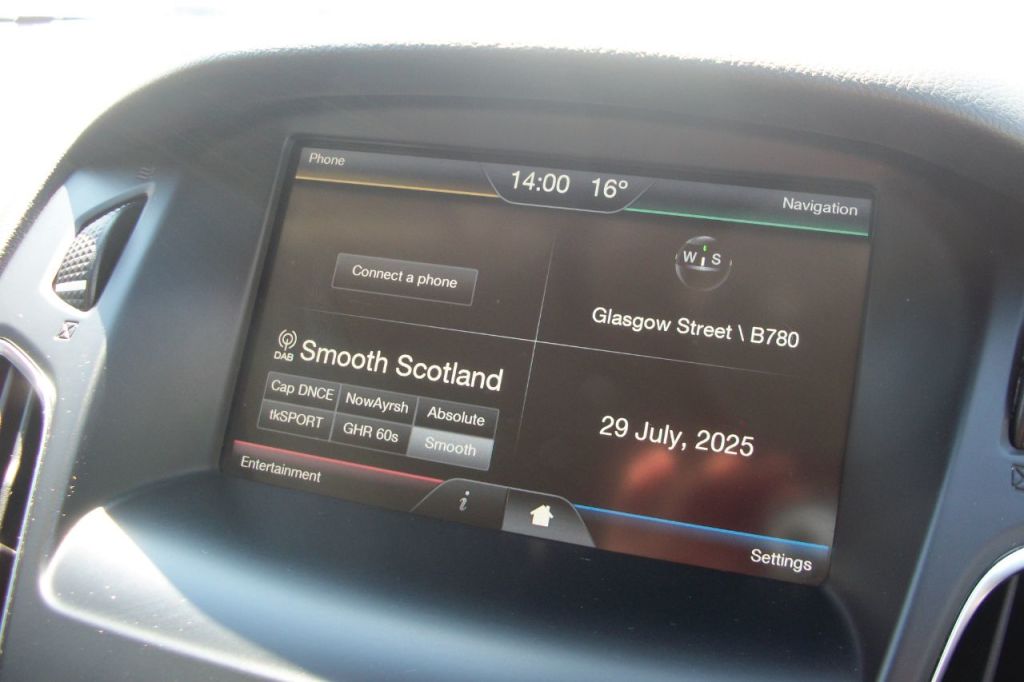 Phone
14:00 16º
Navigation
Connect a phone
W S
Glasgow Street \ B780
DAB
Smooth Scotland
Cap DNCE NowAyrsh Absolute
tkSPORT GHR 60s Smooth
29 July, 2025
Entertainment
i
Settings